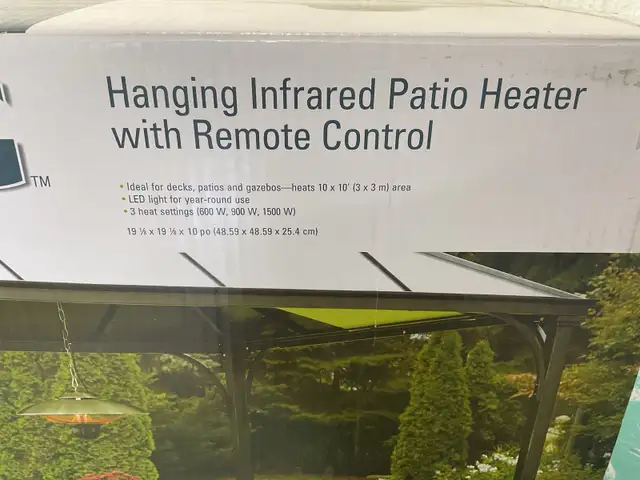 Hanging Infrared Patio Heater
with Remote Control
TM
• Ideal for decks, patios and gazebos—heats 10 x 10' (3 x 3 m) area
• LED light for year-round use
• 3 heat settings (600 W, 900 W, 1500 W)
19 ⅛ x 19 ⅛ x 10 po (48.59 x 48.59 x 25.4 cm)